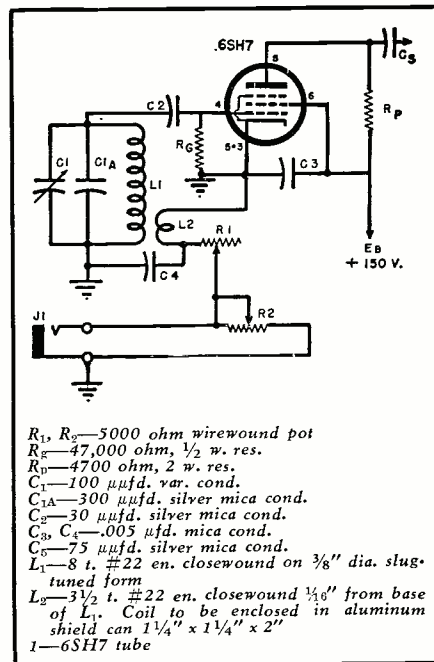 .6SH7
5
C5
C2
4
6
RG
RP
5+3
C3
C1
C1A
L1
L2
R1
C4
EB
+ 150 V.
J1
R2
R₁, R₂—5000 ohm wirewound pot
Rg—47,000 ohm, ½ w. res.
Rp—4700 ohm, 2 w. res.
C₁—100 μμfd. var. cond.
C₁A—300 μμfd. silver mica cond.
C₂—30 μμfd. silver mica cond.
C₃, C₄—.005 μfd. mica cond.
C₅—75 μμfd. silver mica cond.
L₁—8 t. #22 en. closewound on ⅜" dia. slug-
tuned form
L₂—3½ t. #22 en. closewound 1/16" from base
of L₁. Coil to be enclosed in aluminum
shield can 1¼" x 1¼" x 2"
1—6SH7 tube